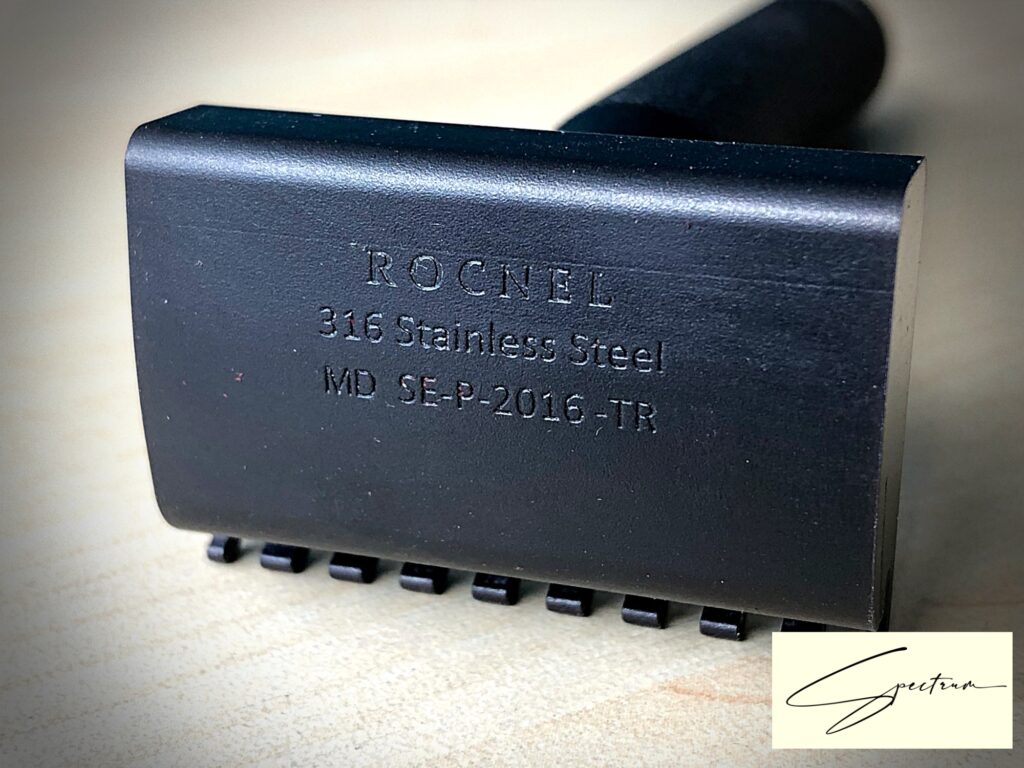 ROCNEL
316 Stainless Steel
MD SE-P-2016-TR
Spectrum